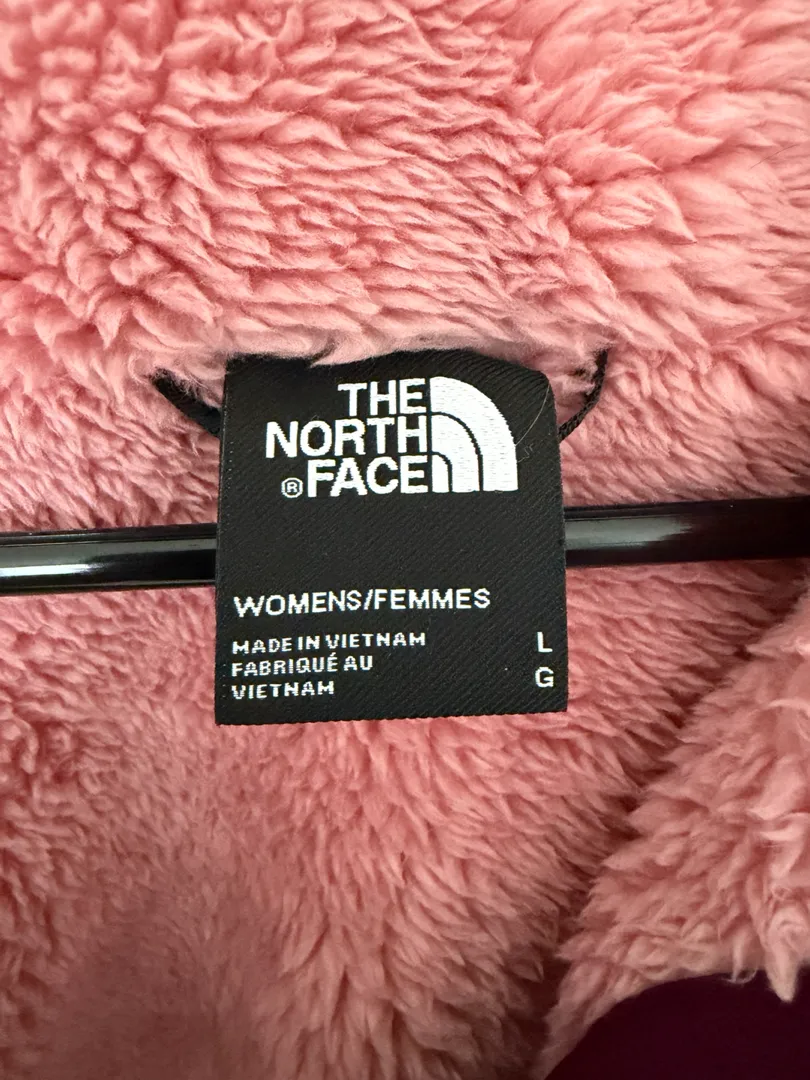 THE
NORTH
®FACE
WOMENS/FEMMES
MADE IN VIETNAM L
FABRIQUÉ AU G
VIETNAM